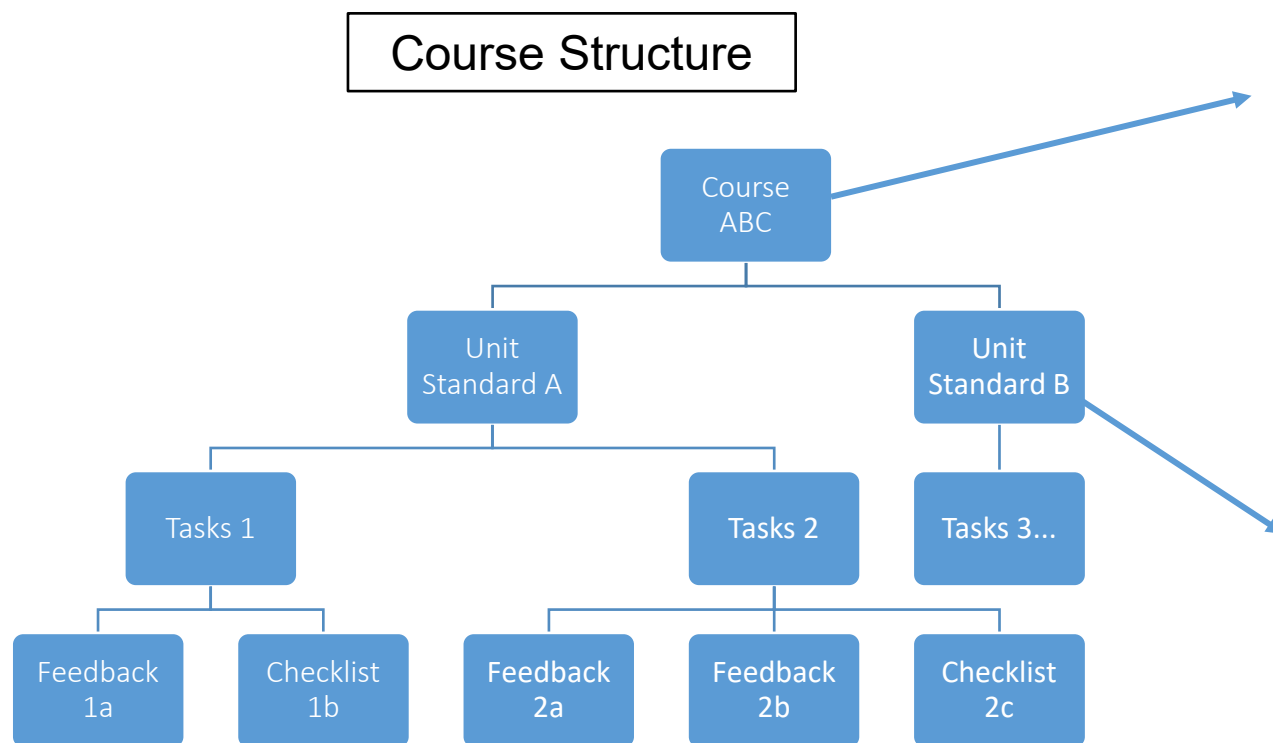 Course Structure
Course
ABC
Unit
Standard A
Unit
Standard B
Tasks 1
Tasks 2
Tasks 3...
Feedback
1a
Checklist
1b
Feedback
2a
Feedback
2b
Checklist
2c